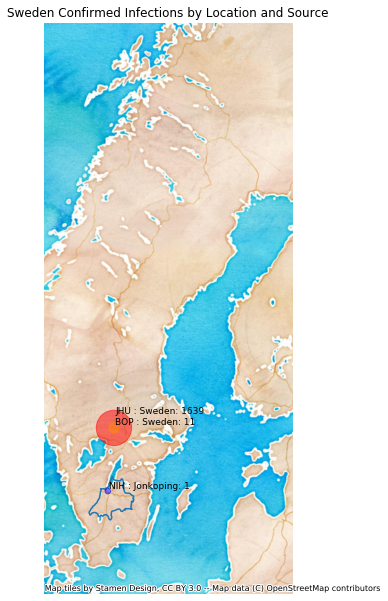 Sweden Confirmed Infections by Location and Source
JHU : Sweden: 1639
BOP : Sweden: 11
NIH : Jonkoping: 1
Map tiles by Stamen Design, CC BY 3.0 -- Map data (C) OpenStreetMap contributors